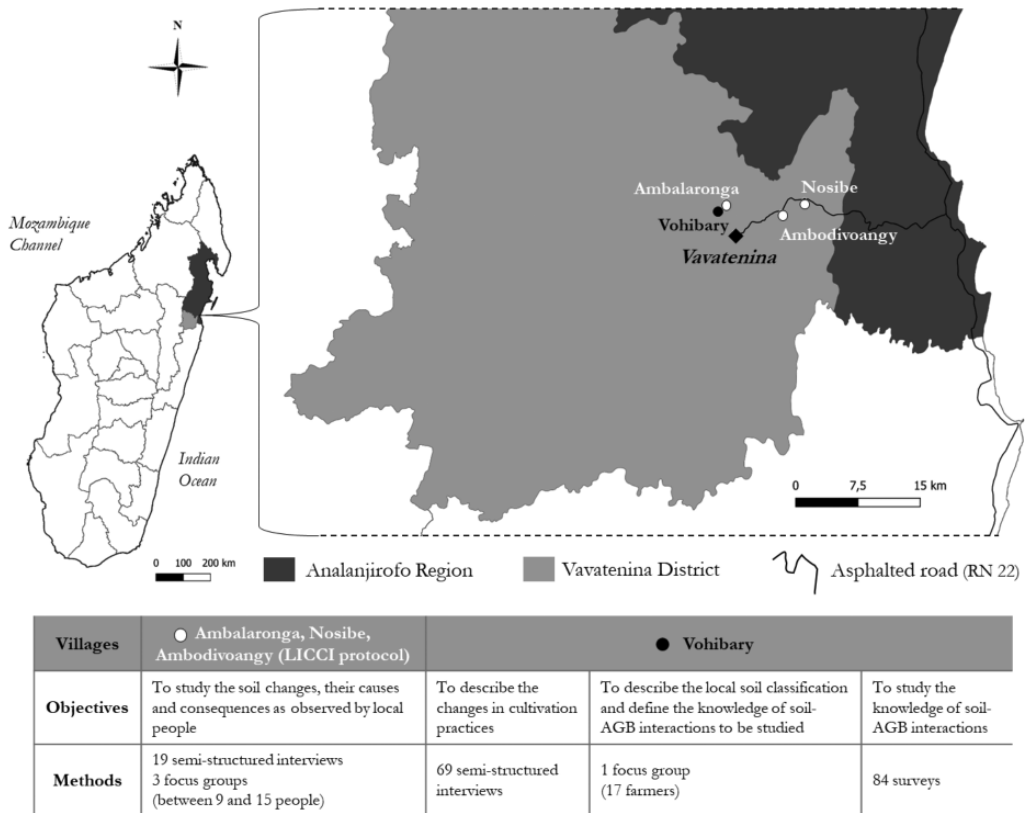 N
Mozambique
Channel
Indian
Ocean
0 100 200 km
Ambalaronga
Nosibe
Vohibary
Ambodivoangy
Vavatenina
0 7,5 15 km
Analanjirofo Region
Vavatenina District
Asphalted road (RN 22)
Villages
Ambalaronga, Nosibe,
Ambodivoangy (LICCI protocol)
Vohibary
Objectives
To study the soil changes, their causes
and consequences as observed by local
people
To describe the
changes in cultivation
practices
To describe the local soil classification
and define the knowledge of soil-
AGB interactions to be studied
To study the
knowledge of soil-
AGB interactions
Methods
19 semi-structured interviews
3 focus groups
(between 9 and 15 people)
69 semi-structured
interviews
1 focus group
(17 farmers)
84 surveys